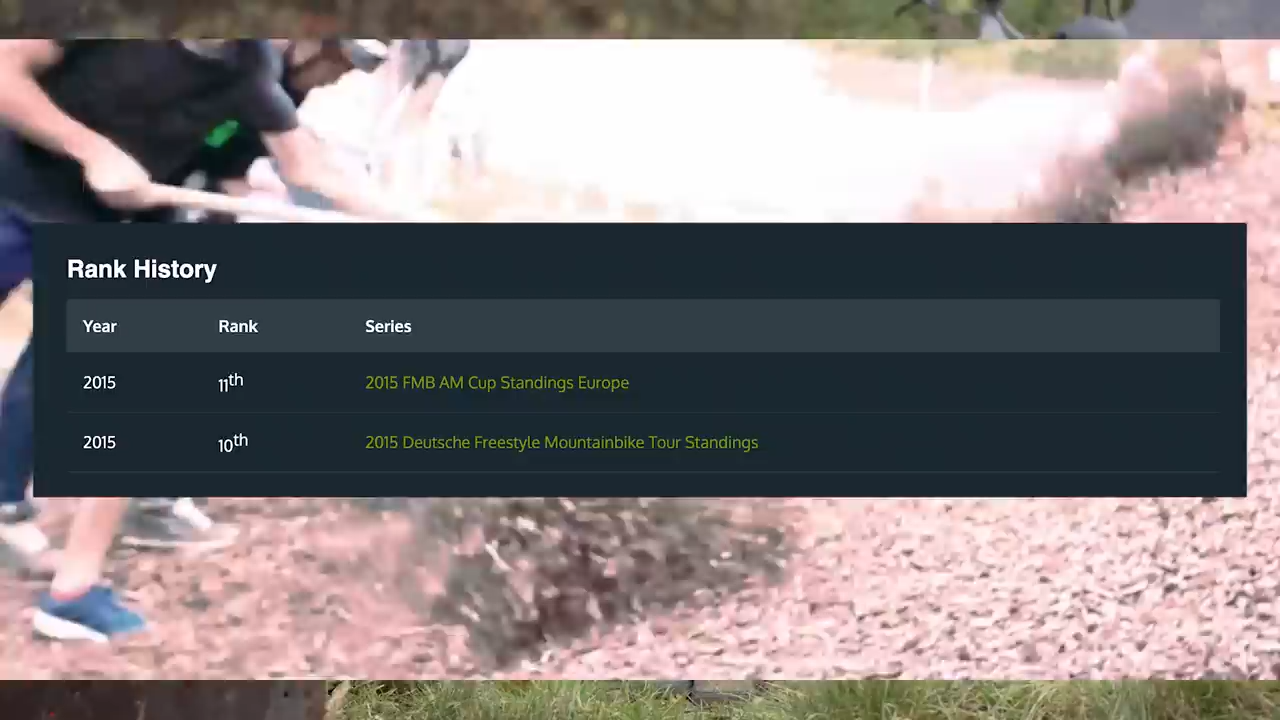 Rank History
Year Rank Series
2015 11th 2015 FMB AM Cup Standings Europe
2015 10th 2015 Deutsche Freestyle Mountainbike Tour Standings